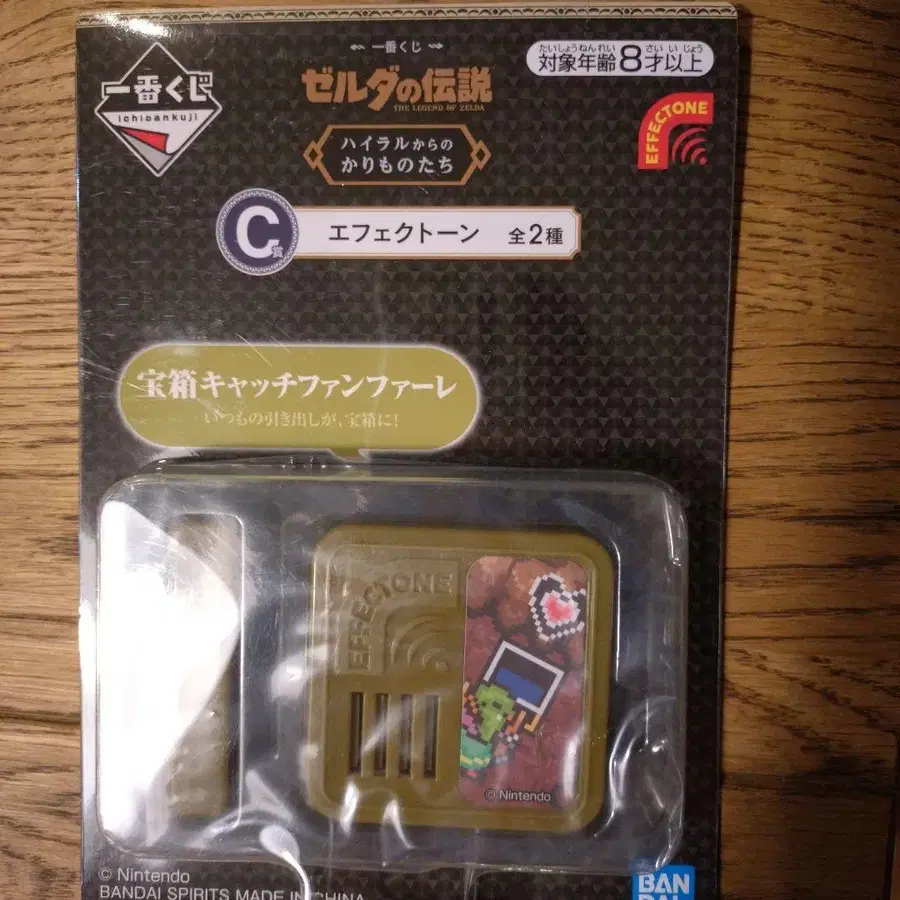 一番くじ
ichibankuji
一番くじ
ゼルダの伝説
THE LEGEND OF ZELDA
ハイラルからの
かりものたち
たいしょうねんれい さい いじょう
対象年齢8才以上
EFFECTONE
C賞
エフェクトーン 全2種
宝箱キャッチファンファーレ
いつもの引き出しが、宝箱に!
EFFECTONE
© Nintendo
© Nintendo
BANDAI SPIRITS MADE IN CHINA
BAN
DAI